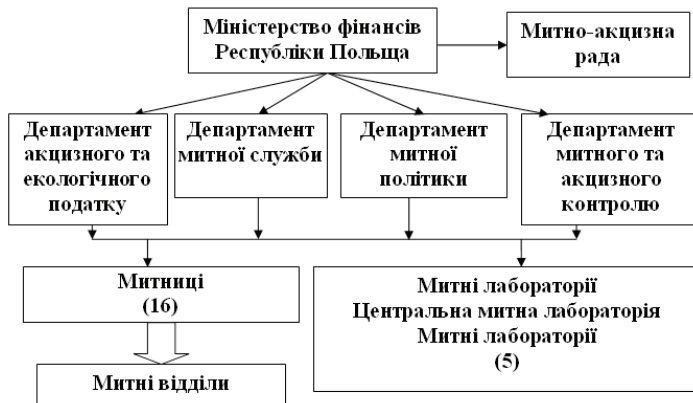 Міністерство фінансів
Республіки Польща
Митно-акцизна
рада
Департамент
акцизного та
екологічного
податку
Департамент
митної служби
Департамент
митної
політики
Департамент
митного та
акцизного
контролю
Митниці
(16)
Митні лабораторії
Центральна митна лабораторія
Митні лабораторії
(5)
Митні відділи